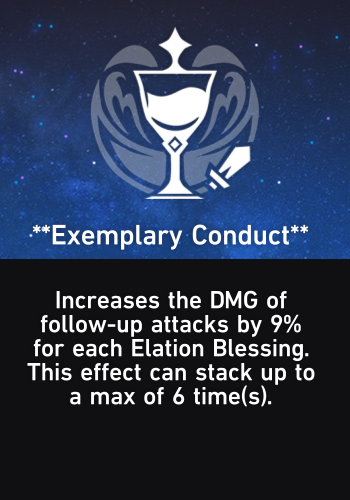 **Exemplary Conduct**
Increases the DMG of
follow-up attacks by 9%
for each Elation Blessing.
This effect can stack up to
a max of 6 time(s).